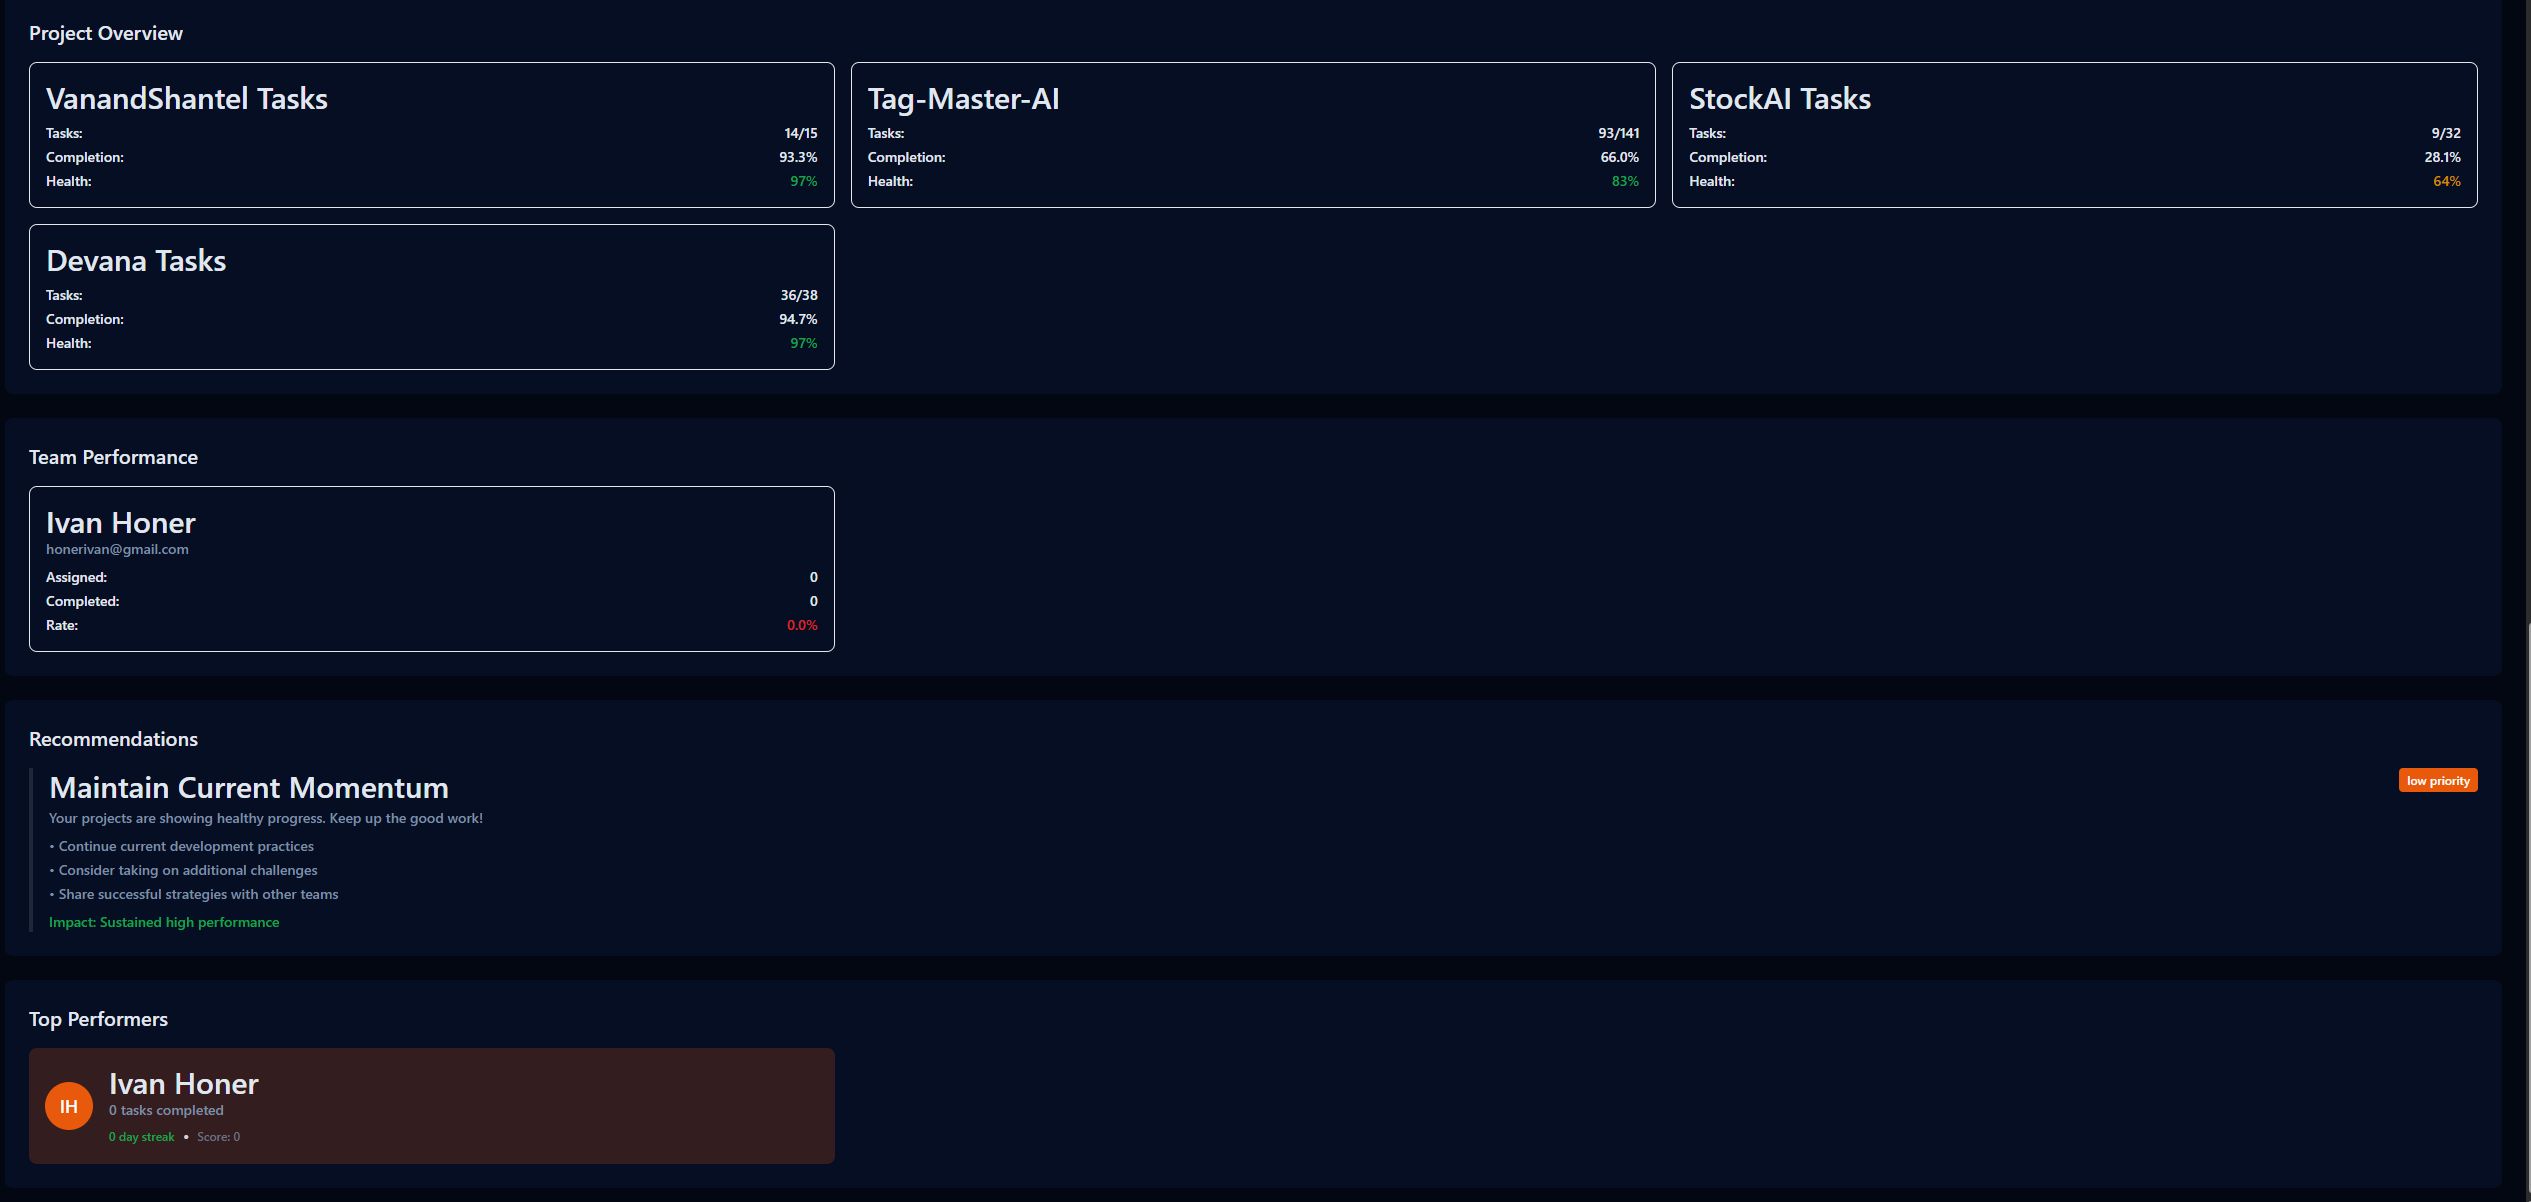 Project Overview
VanandShantel Tasks
Tasks: 14/15
Completion: 93.3%
Health: 97%
Tag-Master-AI
Tasks: 93/141
Completion: 66.0%
Health: 83%
StockAI Tasks
Tasks: 9/32
Completion: 28.1%
Health: 64%
Devana Tasks
Tasks: 36/38
Completion: 94.7%
Health: 97%
Team Performance
Ivan Honer
honerivan@gmail.com
Assigned: 0
Completed: 0
Rate: 0.0%
Recommendations
Maintain Current Momentum
low priority
Your projects are showing healthy progress. Keep up the good work!
• Continue current development practices
• Consider taking on additional challenges
• Share successful strategies with other teams
Impact: Sustained high performance
Top Performers
IH
Ivan Honer
0 tasks completed
0 day streak • Score: 0